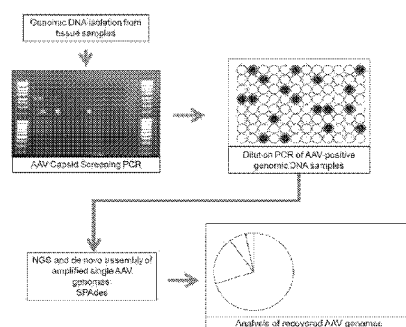 Genomic DNA isolation from
tissue samples
AAV Capsid Screening PCR
Dilution PCR of AAV-positive
genomic DNA samples
NGS and de novo assembly of
amplified single AAV
genomes:
SPAdes
Analysis of recovered AAV genomes